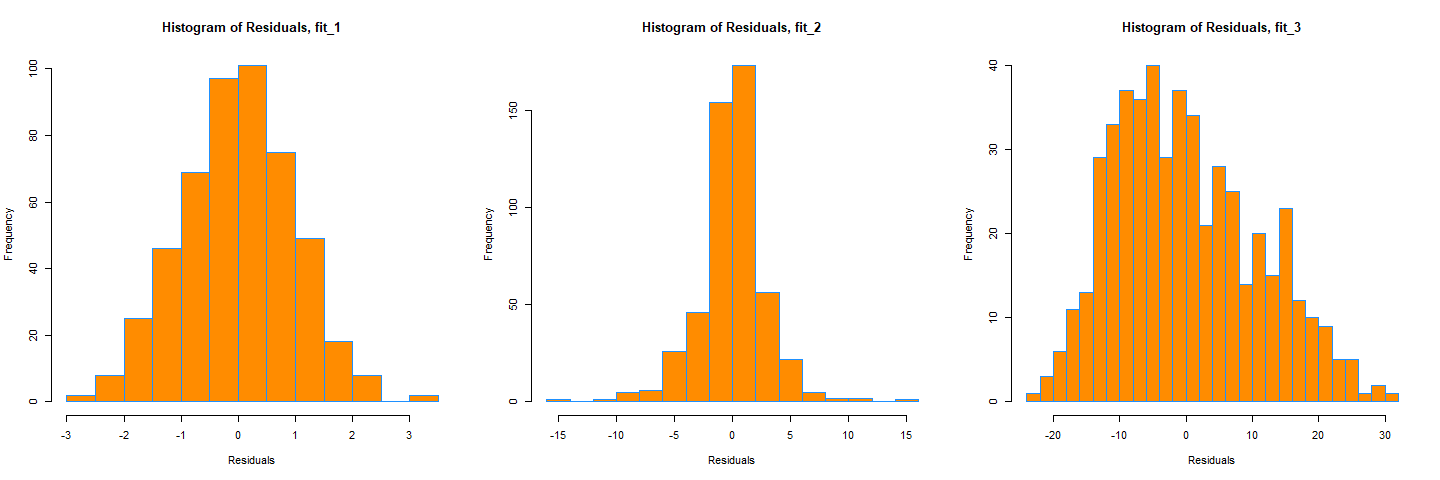 Histogram of Residuals, fit_1
Frequency
100
80
60
40
20
0
-3 -2 -1 0 1 2 3
Residuals
Histogram of Residuals, fit_2
Frequency
150
100
50
0
-15 -10 -5 0 5 10 15
Residuals
Histogram of Residuals, fit_3
Frequency
40
30
20
10
0
-20 -10 0 10 20 30
Residuals